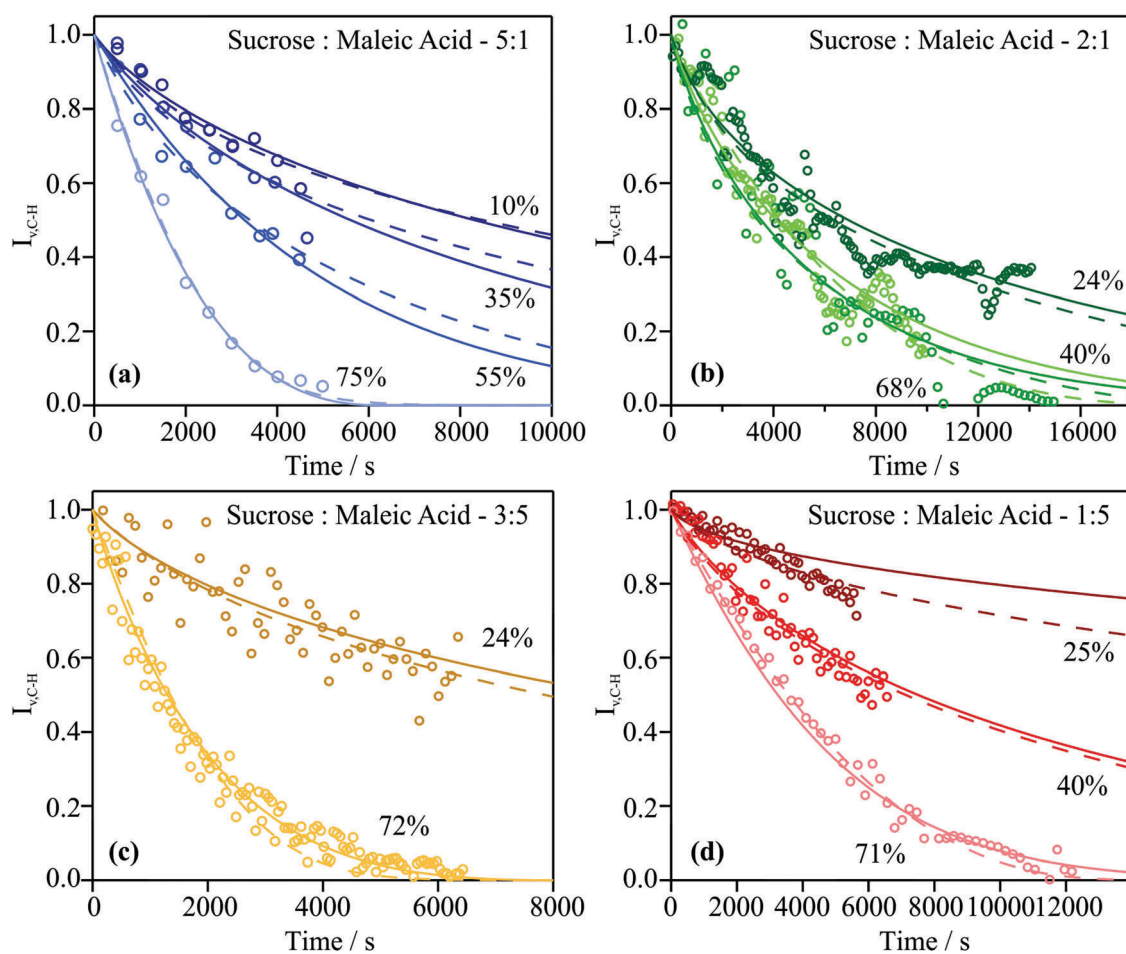 Sucrose : Maleic Acid - 5:1
1.0
0.8
0.6
0.4
0.2
0.0
I_v,C-H
10%
35%
55%
75%
(a)
0 2000 4000 6000 8000 10000
Time / s
Sucrose : Maleic Acid - 2:1
1.0
0.8
0.6
0.4
0.2
0.0
I_v,C-H
24%
40%
68%
(b)
0 4000 8000 12000 16000
Time / s
Sucrose : Maleic Acid - 3:5
1.0
0.8
0.6
0.4
0.2
0.0
I_v,C-H
24%
72%
(c)
0 2000 4000 6000 8000
Time / s
Sucrose : Maleic Acid - 1:5
1.0
0.8
0.6
0.4
0.2
0.0
I_v,C-H
25%
40%
71%
(d)
0 2000 4000 6000 8000 10000 12000
Time / s